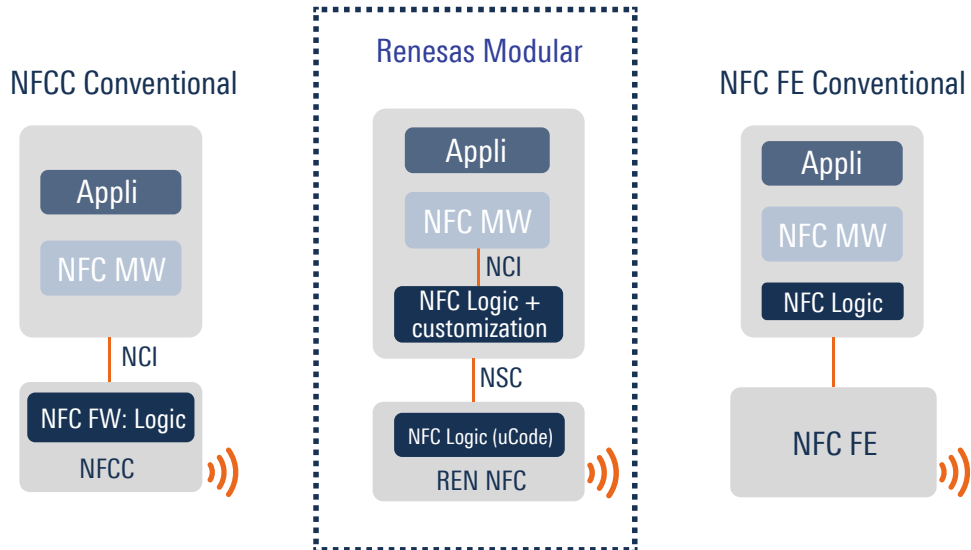 NFCC Conventional
Appli
NFC MW
NCI
NFC FW: Logic
NFCC
Renesas Modular
Appli
NFC MW
NCI
NFC Logic +
customization
NSC
NFC Logic (uCode)
REN NFC
NFC FE Conventional
Appli
NFC MW
NFC Logic
NFC FE